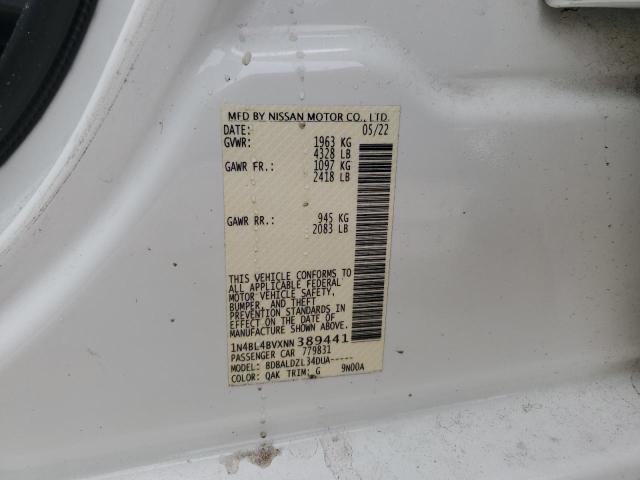 MFD BY NISSAN MOTOR CO., LTD.
DATE: 05/22
GVWR: 1963 KG
4328 LB
GAWR FR.: 1097 KG
2418 LB
GAWR RR.: 945 KG
2083 LB
THIS VEHICLE CONFORMS TO
ALL APPLICABLE FEDERAL
MOTOR VEHICLE SAFETY,
BUMPER, AND THEFT
PREVENTION STANDARDS IN
EFFECT ON THE DATE OF
MANUFACTURE SHOWN ABOVE.
1N4BL4BVXNN389441
PASSENGER CAR 779831
MODEL: BDBALDZL34DUA-----
COLOR: QAK TRIM: G 9N00A